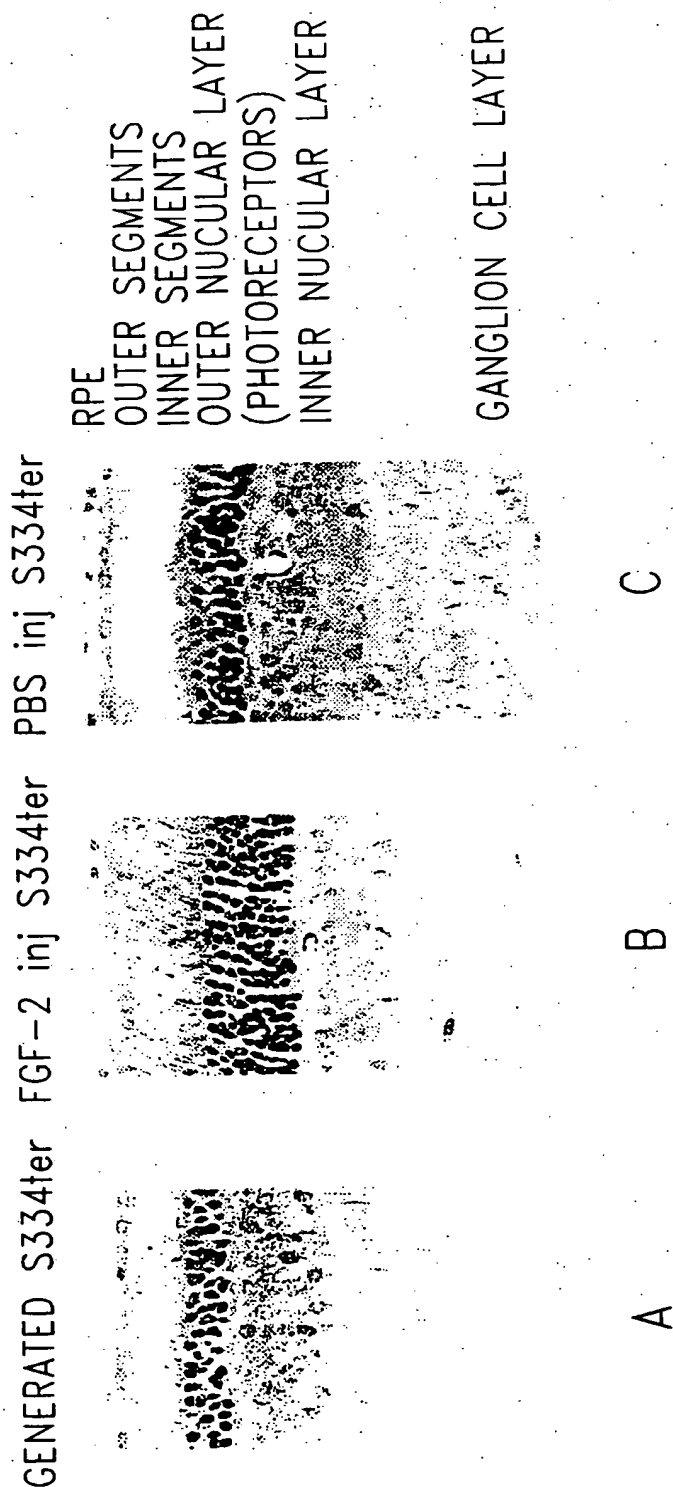 GENERATED S334ter FGF-2 inj S334ter PBS inj S334ter
RPE
OUTER SEGMENTS
INNER SEGMENTS
OUTER NUCULAR LAYER
(PHOTORECEPTORS)
INNER NUCULAR LAYER
GANGLION CELL LAYER
A B C